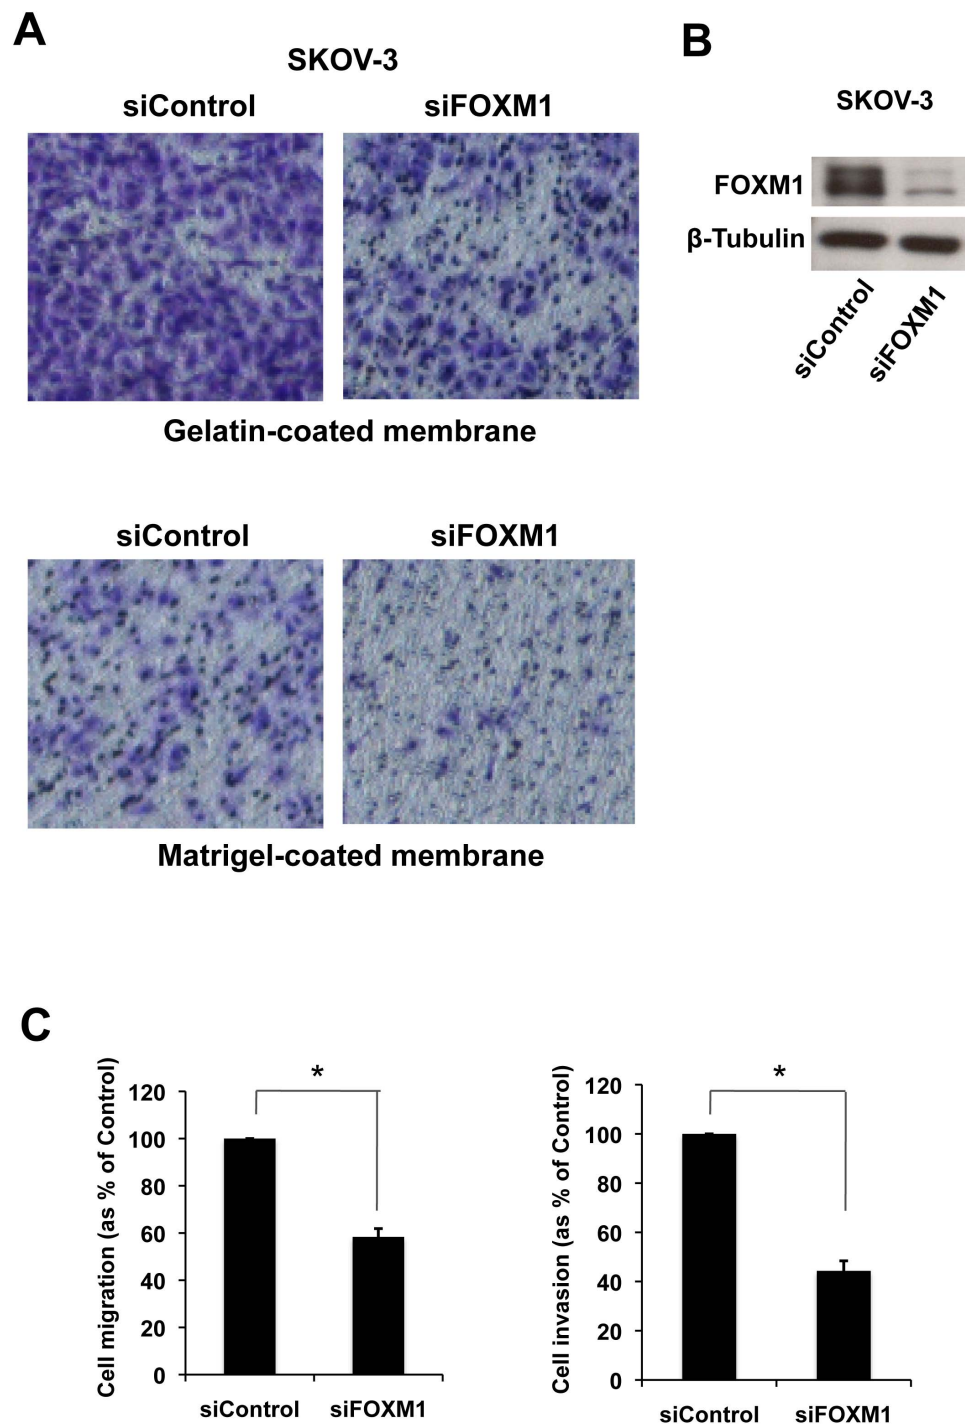 A
SKOV-3
siControl siFOXM1
Gelatin-coated membrane
siControl siFOXM1
Matrigel-coated membrane
B
SKOV-3
FOXM1
β-Tubulin
siControl siFOXM1
C
Cell migration (as % of Control)
120
100
80
60
40
20
0
*
siControl siFOXM1
Cell invasion (as % of Control)
120
100
80
60
40
20
0
*
siControl siFOXM1